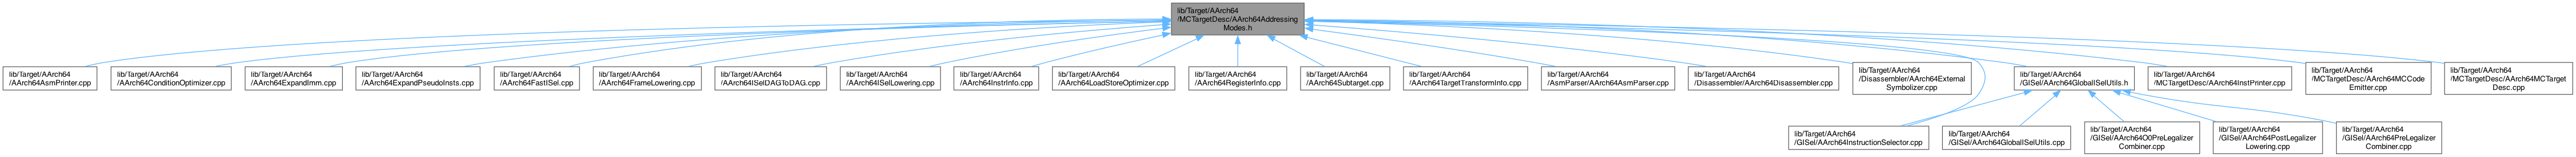 lib/Target/AArch64
/MCTargetDesc/AArch64Addressing
Modes.h
lib/Target/AArch64
/AArch64AsmPrinter.cpp
lib/Target/AArch64
/AArch64ConditionOptimizer.cpp
lib/Target/AArch64
/AArch64ExpandImm.cpp
lib/Target/AArch64
/AArch64ExpandPseudoInsts.cpp
lib/Target/AArch64
/AArch64FastISel.cpp
lib/Target/AArch64
/AArch64FrameLowering.cpp
lib/Target/AArch64
/AArch64ISelDAGToDAG.cpp
lib/Target/AArch64
/AArch64ISelLowering.cpp
lib/Target/AArch64
/AArch64InstrInfo.cpp
lib/Target/AArch64
/AArch64LoadStoreOptimizer.cpp
lib/Target/AArch64
/AArch64RegisterInfo.cpp
lib/Target/AArch64
/AArch64Subtarget.cpp
lib/Target/AArch64
/AArch64TargetTransformInfo.cpp
lib/Target/AArch64
/AsmParser/AArch64AsmParser.cpp
lib/Target/AArch64
/Disassembler/AArch64Disassembler.cpp
lib/Target/AArch64
/Disassembler/AArch64External
Symbolizer.cpp
lib/Target/AArch64
/GISel/AArch64GlobalISelUtils.h
lib/Target/AArch64
/MCTargetDesc/AArch64InstPrinter.cpp
lib/Target/AArch64
/MCTargetDesc/AArch64MCCode
Emitter.cpp
lib/Target/AArch64
/MCTargetDesc/AArch64MCTarget
Desc.cpp
lib/Target/AArch64
/GISel/AArch64InstructionSelector.cpp
lib/Target/AArch64
/GISel/AArch64GlobalISelUtils.cpp
lib/Target/AArch64
/GISel/AArch64O0PreLegalizer
Combiner.cpp
lib/Target/AArch64
/GISel/AArch64PostLegalizer
Lowering.cpp
lib/Target/AArch64
/GISel/AArch64PreLegalizer
Combiner.cpp